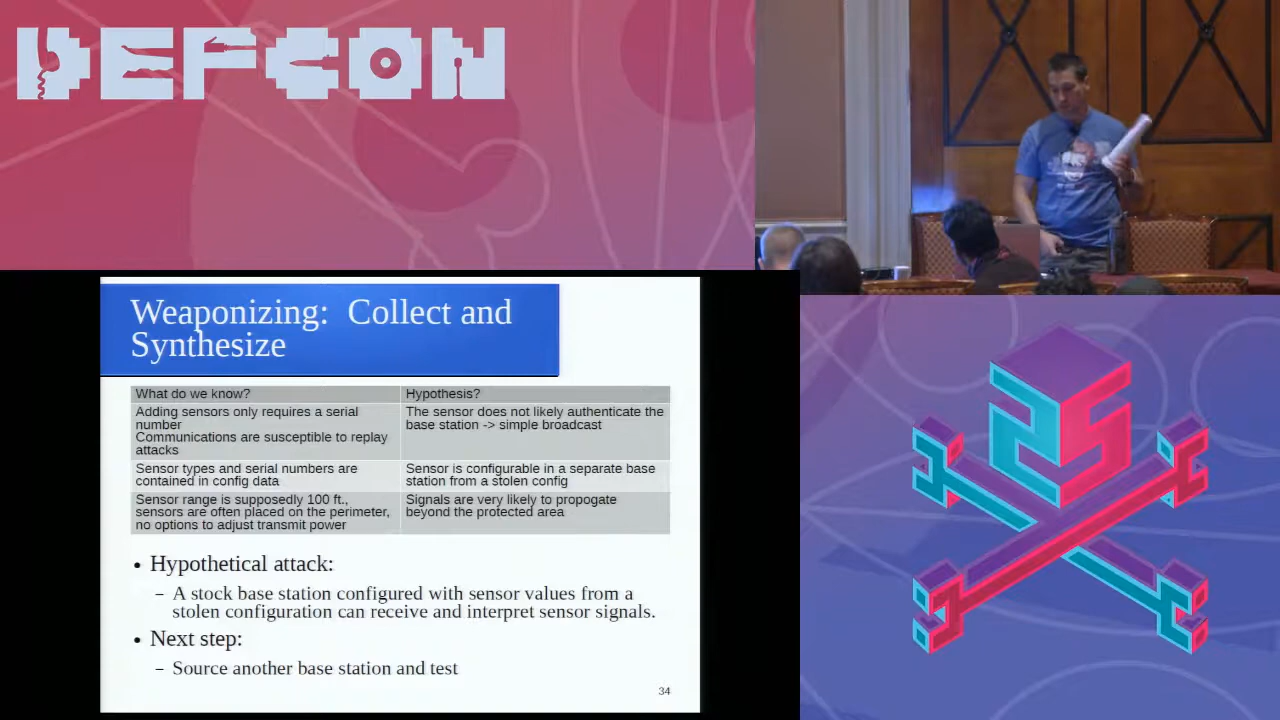 DEFCON
Weaponizing:  Collect and
Synthesize
What do we know?
Hypothesis?
Adding sensors only requires a serial
number
Communications are susceptible to replay
attacks
The sensor does not likely authenticate the
base station -> simple broadcast
Sensor types and serial numbers are
contained in config data
Sensor is configurable in a separate base
station from a stolen config
Sensor range is supposedly 100 ft.,
sensors are often placed on the perimeter,
no options to adjust transmit power
Signals are very likely to propogate
beyond the protected area
• Hypothetical attack:
– A stock base station configured with sensor values from a
stolen configuration can receive and interpret sensor signals.
• Next step:
– Source another base station and test
34
25